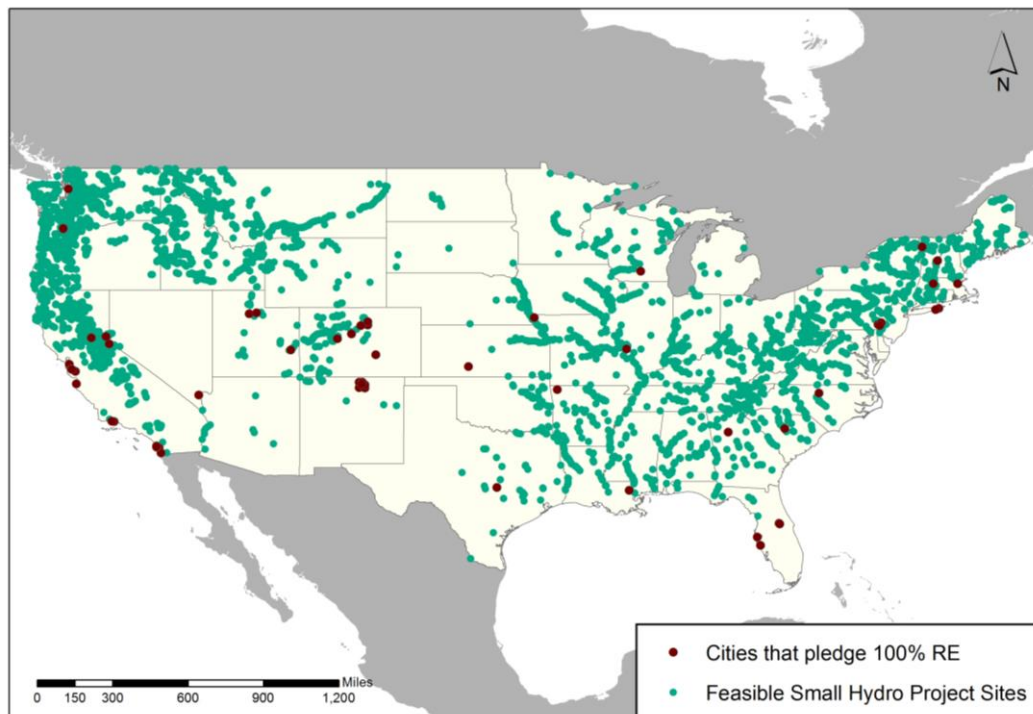 N
Cities that pledge 100% RE
Feasible Small Hydro Project Sites
Miles
0 150 300 600 900 1,200